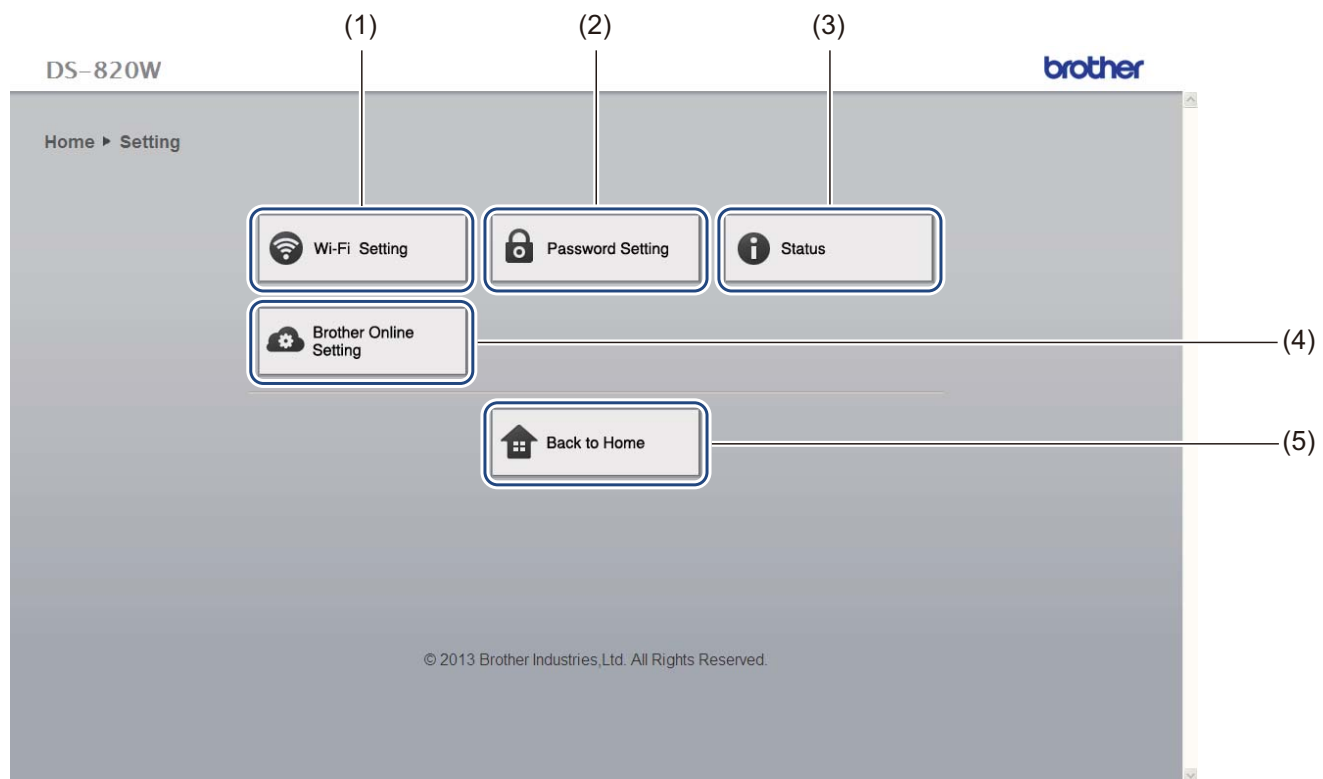 (1) (2) (3)
DS-820W brother
Home ▸ Setting
Wi-Fi Setting Password Setting Status
Brother Online
Setting
(4)
Back to Home
(5)
© 2013 Brother Industries,Ltd. All Rights Reserved.